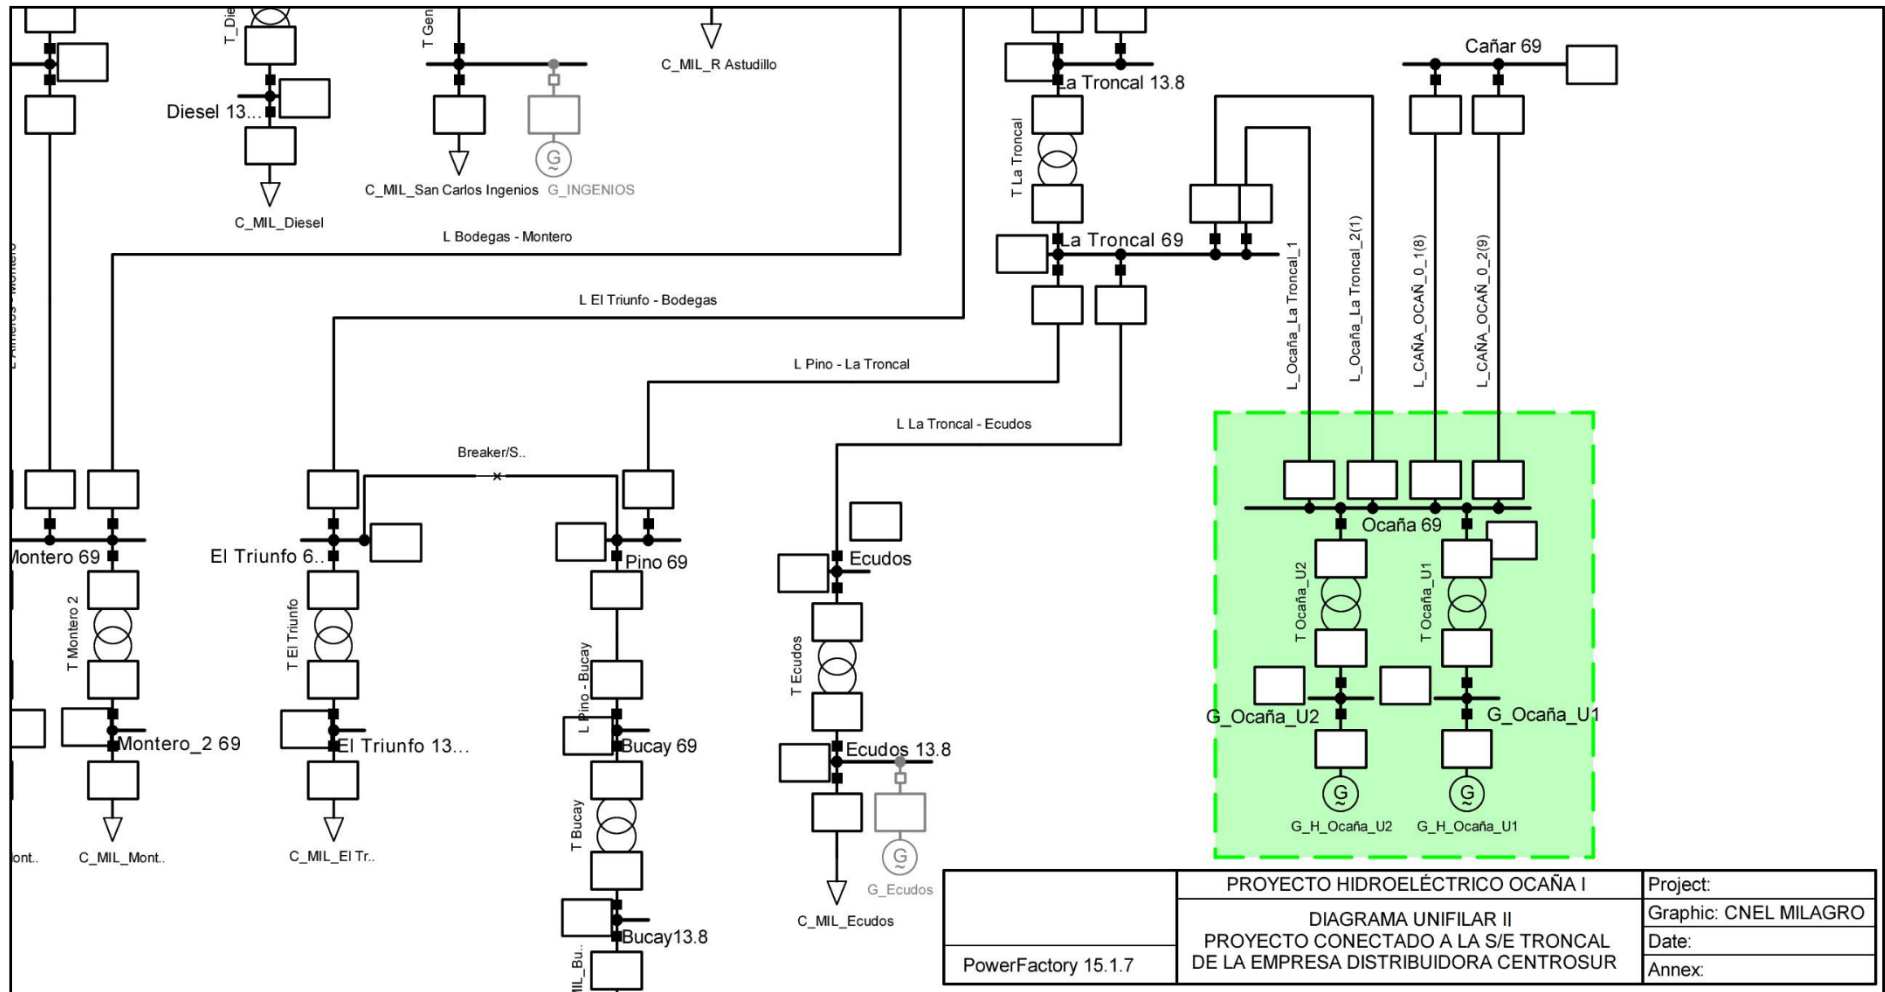 T_Die
T Gen
C_MIL_R Astudillo
Cañar 69
La Troncal 13.8
Diesel 13...
C_MIL_San Carlos Ingenios
G
~
G_INGENIOS
T La Troncal
C_MIL_Diesel
L Bodegas - Montero
La Troncal 69
L El Triunfo - Bodegas
L_Ocaña_La Troncal_1
L_Ocaña_La Troncal_2(1)
L_CAÑA_OCAÑ_0_1(8)
L_CAÑA_OCAÑ_0_2(9)
L Pino - La Troncal
L La Troncal - Ecudos
Breaker/S..
Montero 69
El Triunfo 6..
Pino 69
Ecudos
Ocaña 69
T Montero 2
T El Triunfo
L Pino - Bucay
T Ecudos
T Ocaña_U2
T Ocaña_U1
Montero_2 69
El Triunfo 13...
Bucay 69
Ecudos 13.8
G_Ocaña_U2
G_Ocaña_U1
G
~
G
~
G_H_Ocaña_U2
G_H_Ocaña_U1
T Bucay
ont..
C_MIL_Mont..
C_MIL_El Tr..
G
~
G_Ecudos
C_MIL_Ecudos
Bucay13.8
MIL_Bu..
PROYECTO HIDROELÉCTRICO OCAÑA I
DIAGRAMA UNIFILAR II
PROYECTO CONECTADO A LA S/E TRONCAL
DE LA EMPRESA DISTRIBUIDORA CENTROSUR
PowerFactory 15.1.7
Project:
Graphic: CNEL MILAGRO
Date:
Annex: